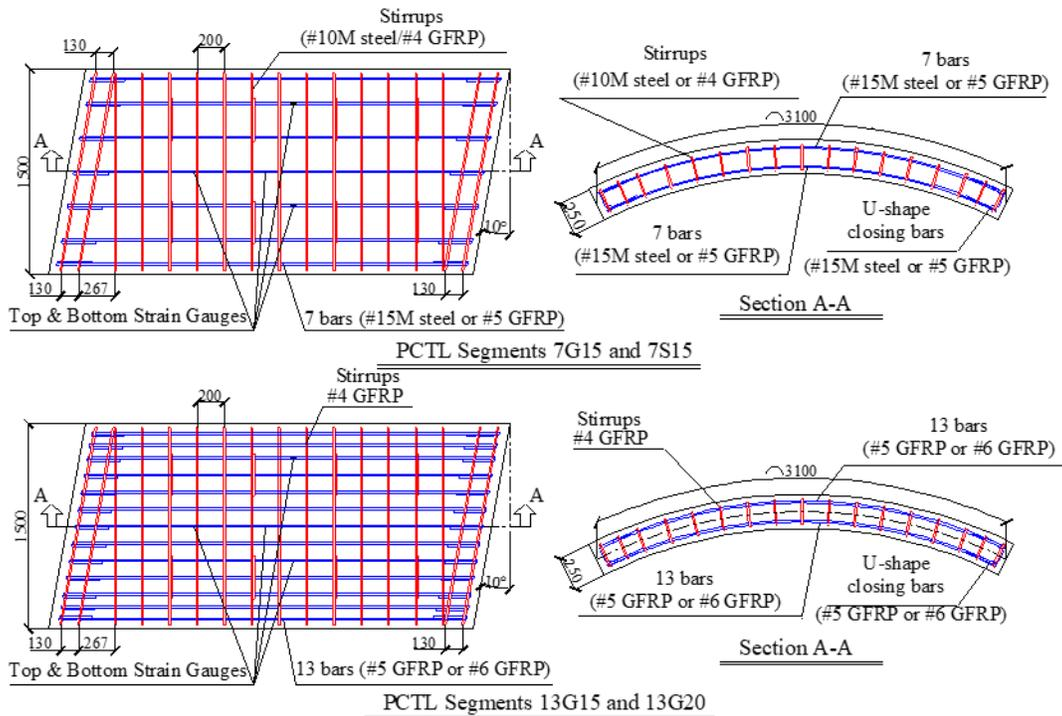 Stirrups
(#10M steel/#4 GFRP)
130
200
A
A
1500
10°
130
267
130
Top & Bottom Strain Gauges
7 bars (#15M steel or #5 GFRP)
Stirrups
(#10M steel or #4 GFRP)
7 bars
(#15M steel or #5 GFRP)
3100
250
7 bars
(#15M steel or #5 GFRP)
U-shape
closing bars
(#15M steel or #5 GFRP)
Section A-A
PCTL Segments 7G15 and 7S15
Stirrups
#4 GFRP
130
200
A
A
1500
10°
130
267
130
Top & Bottom Strain Gauges
13 bars (#5 GFRP or #6 GFRP)
Stirrups
#4 GFRP
13 bars
(#5 GFRP or #6 GFRP)
3100
250
13 bars
(#5 GFRP or #6 GFRP)
U-shape
closing bars
(#5 GFRP or #6 GFRP)
Section A-A
PCTL Segments 13G15 and 13G20